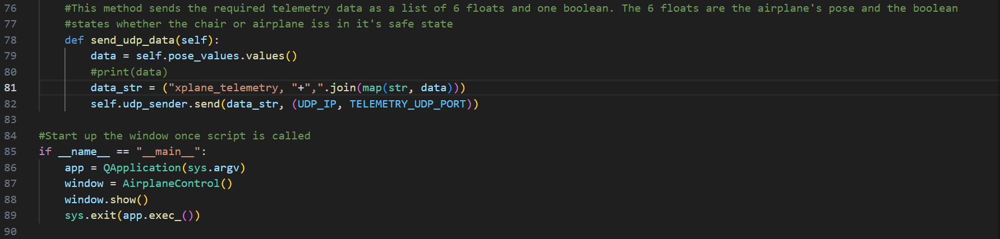 76 #This method sends the required telemetry data as a list of 6 floats and one boolean. The 6 floats are the airplane's pose and the boolean
77 #states whether the chair or airplane iss in it's safe state
78 def send_udp_data(self):
79 data = self.pose_values.values()
80 #print(data)
81 data_str = ("xplane_telemetry, "+",".join(map(str, data)))
82 self.udp_sender.send(data_str, (UDP_IP, TELEMETRY_UDP_PORT))
83
84 #Start up the window once script is called
85 if __name__ == "__main__":
86 app = QApplication(sys.argv)
87 window = AirplaneControl()
88 window.show()
89 sys.exit(app.exec_())
90